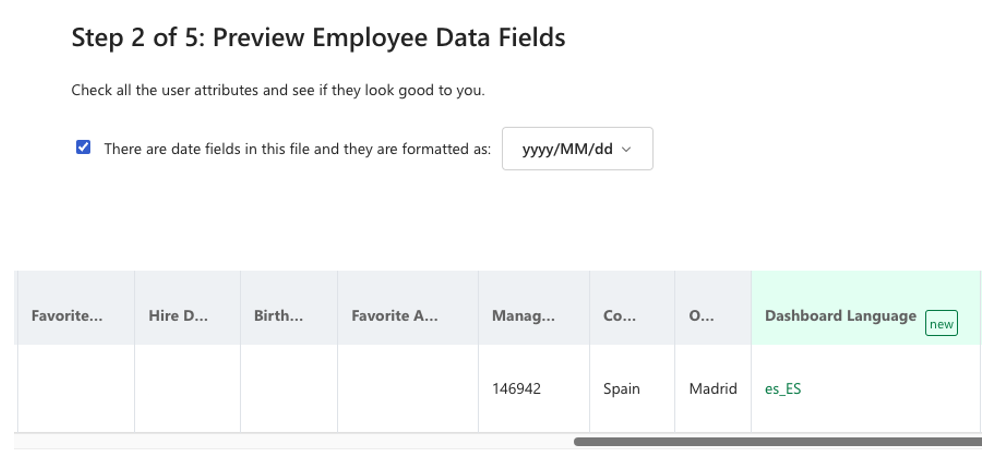 Step 2 of 5: Preview Employee Data Fields
Check all the user attributes and see if they look good to you.
There are date fields in this file and they are formatted as: yyyy/MM/dd
Favorite... Hire D... Birth... Favorite A... Manag... Co... O... Dashboard Language new
146942 Spain Madrid es_ES